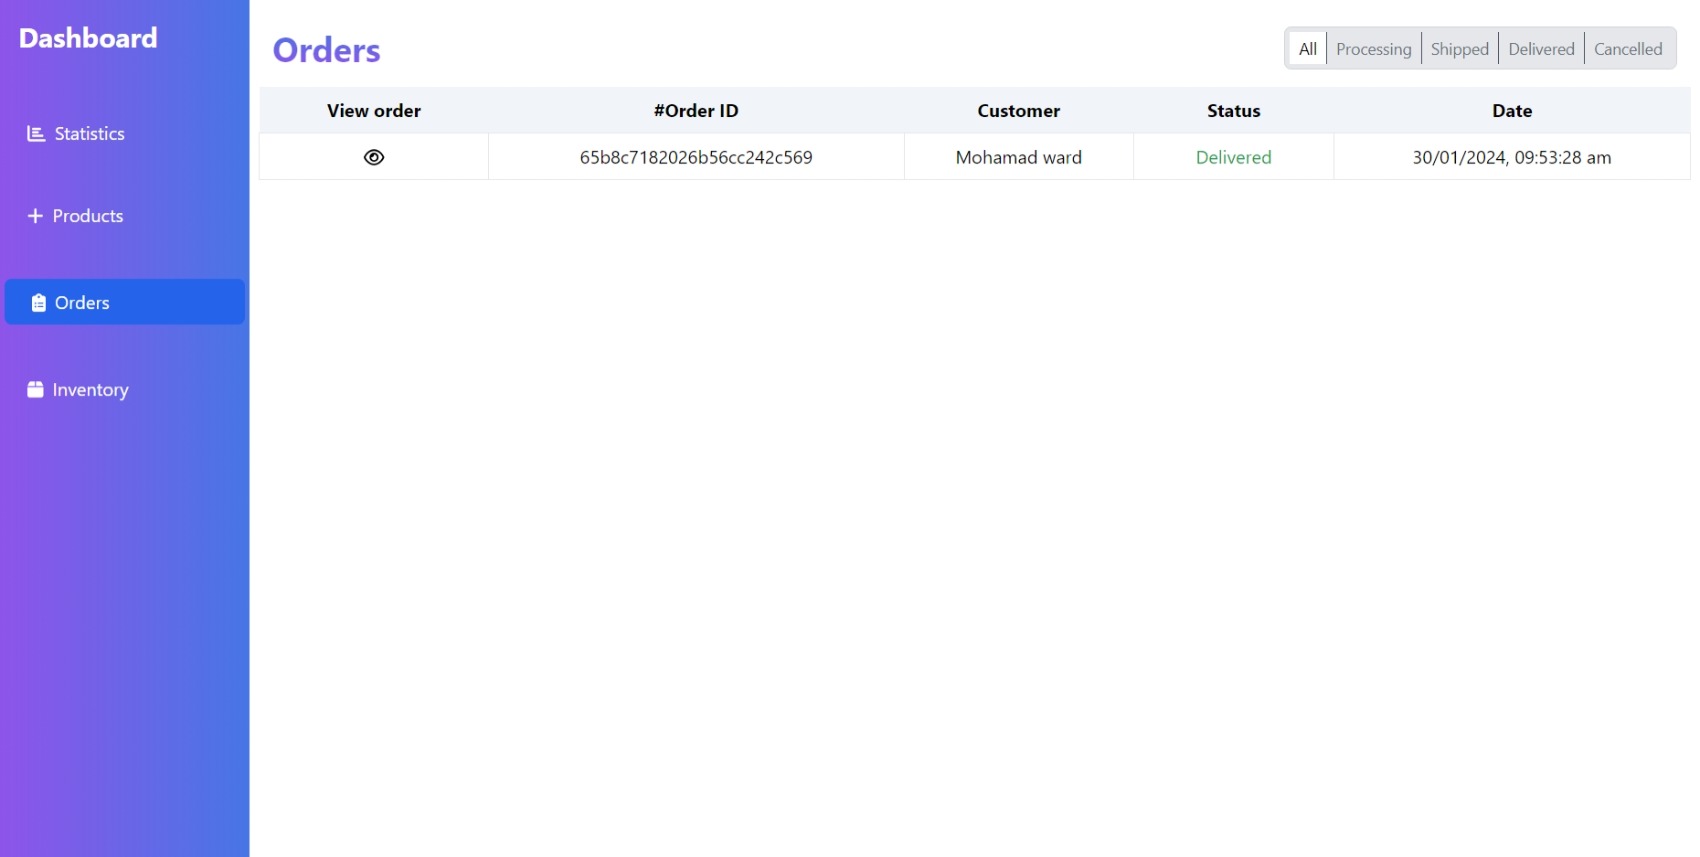 Dashboard
Statistics
Products
Orders
Inventory
Orders
All Processing Shipped Delivered Cancelled
View order #Order ID Customer Status Date
65b8c7182026b56cc242c569 Mohamad ward Delivered 30/01/2024, 09:53:28 am